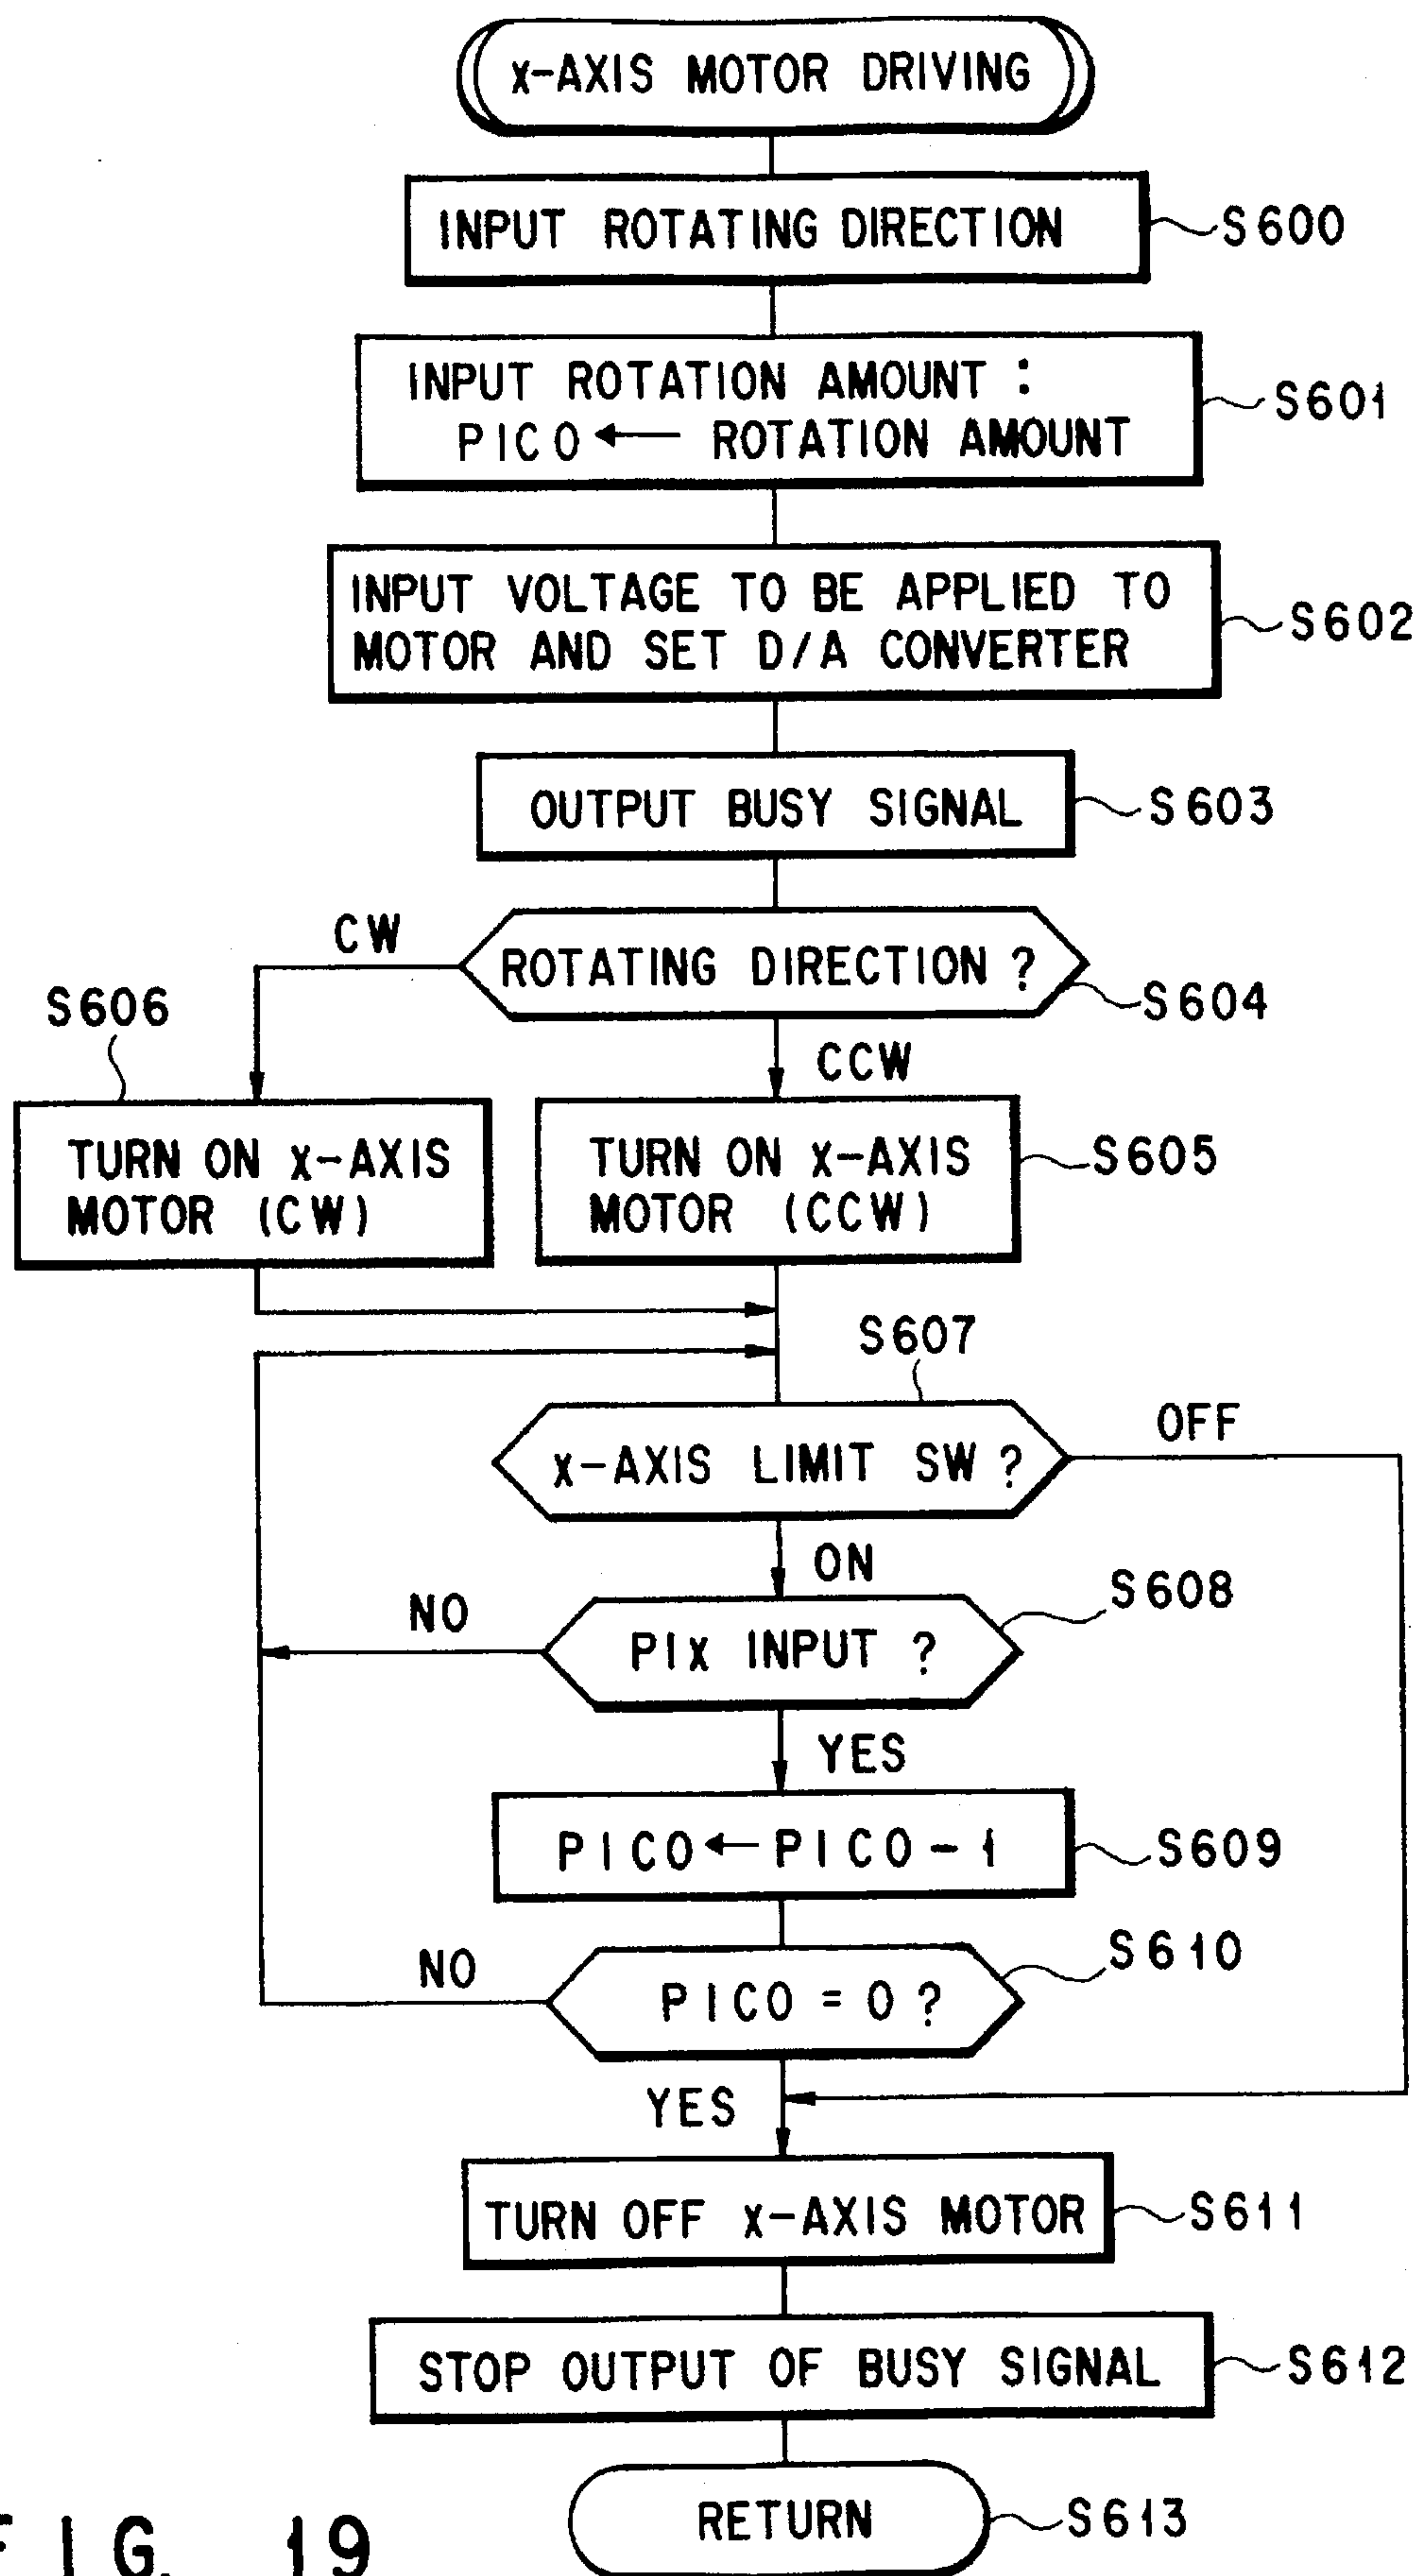 x-AXIS MOTOR DRIVING
INPUT ROTATING DIRECTION
S600
INPUT ROTATION AMOUNT :
PICO ← ROTATION AMOUNT
S601
INPUT VOLTAGE TO BE APPLIED TO
MOTOR AND SET D/A CONVERTER
S602
OUTPUT BUSY SIGNAL
S603
CW
ROTATING DIRECTION ?
S604
S606
CCW
TURN ON x-AXIS
MOTOR (CW)
TURN ON x-AXIS
MOTOR (CCW)
S605
S607
x-AXIS LIMIT SW ?
OFF
ON
NO
PIx INPUT ?
S608
YES
PICO ← PICO - 1
S609
NO
PICO = 0 ?
S610
YES
TURN OFF x-AXIS MOTOR
S611
STOP OUTPUT OF BUSY SIGNAL
S612
RETURN
S613
FIG. 19